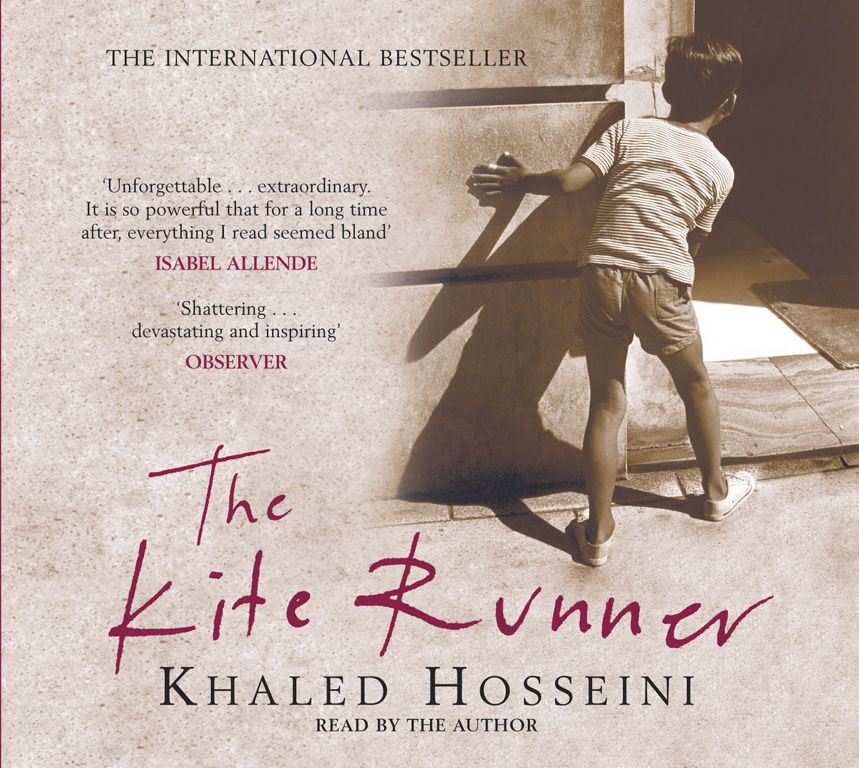 THE INTERNATIONAL BESTSELLER
‘Unforgettable . . . extraordinary.
It is so powerful that for a long time
after, everything I read seemed bland’
ISABEL ALLENDE
‘Shattering . . .
devastating and inspiring’
OBSERVER
The
Kite Runner
KHALED HOSSEINI
READ BY THE AUTHOR